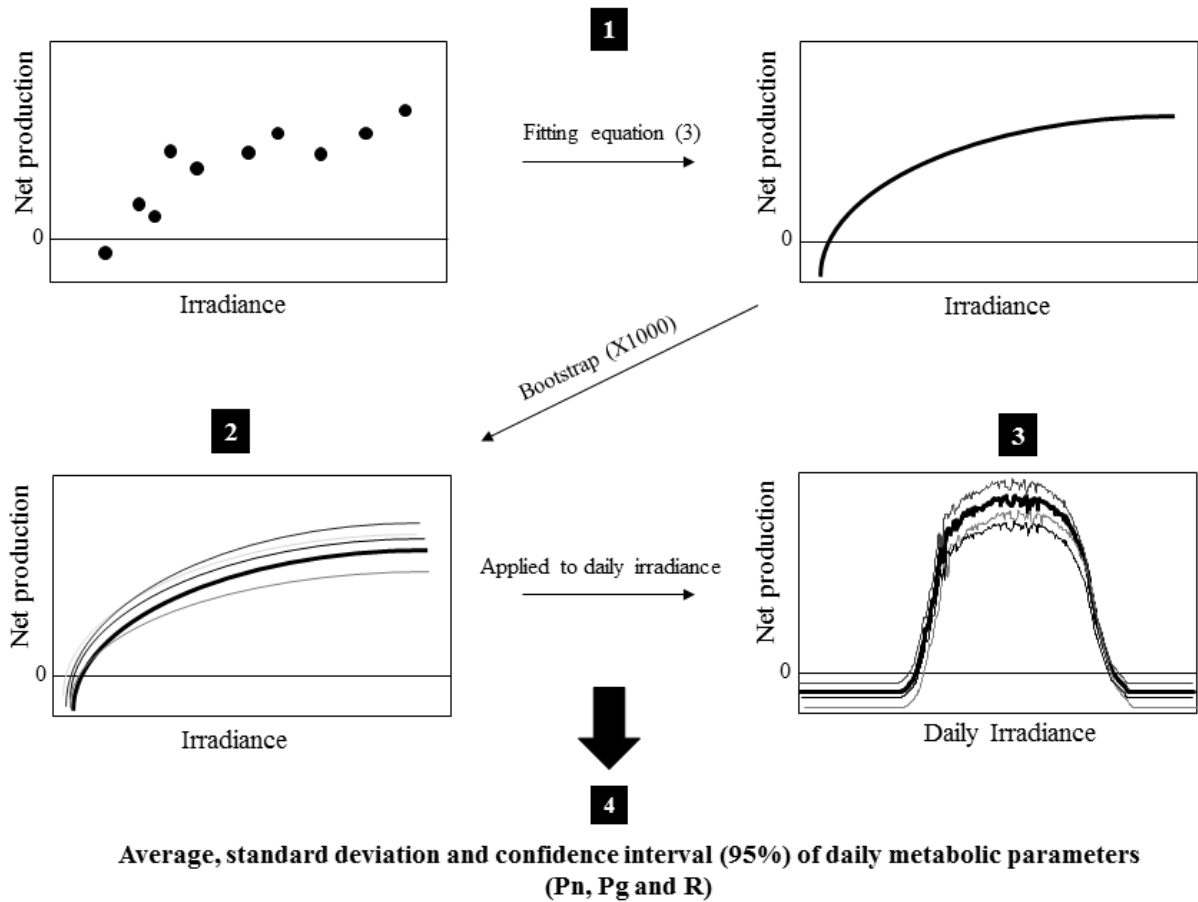 1
Net production
0
Irradiance
Fitting equation (3)
Net production
0
Irradiance
Bootstrap (X1000)
2
Net production
0
Irradiance
Applied to daily irradiance
3
Net production
0
Daily Irradiance
4
Average, standard deviation and confidence interval (95%) of daily metabolic parameters
(Pn, Pg and R)